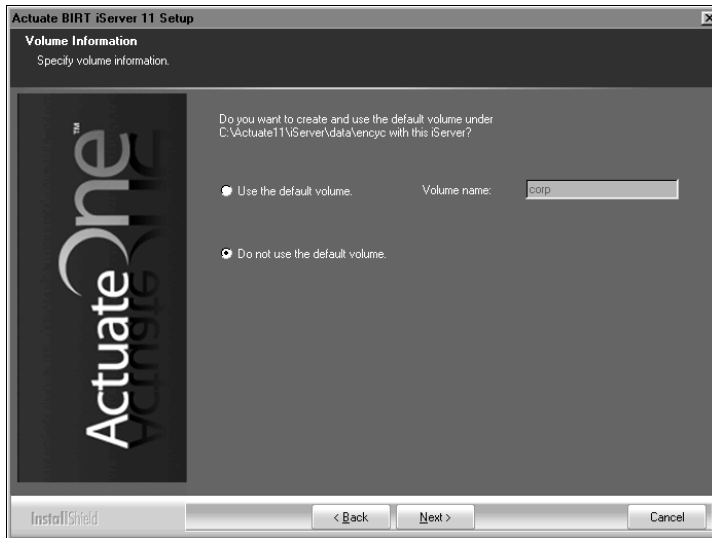 Actuate BIRT iServer 11 Setup
Volume Information
Specify volume information.
ActuateOne™
Do you want to create and use the default volume under
C:\Actuate11\iServer\data\encyc with this iServer?
Use the default volume.
Volume name:
corp
Do not use the default volume.
InstallShield
< Back
Next >
Cancel